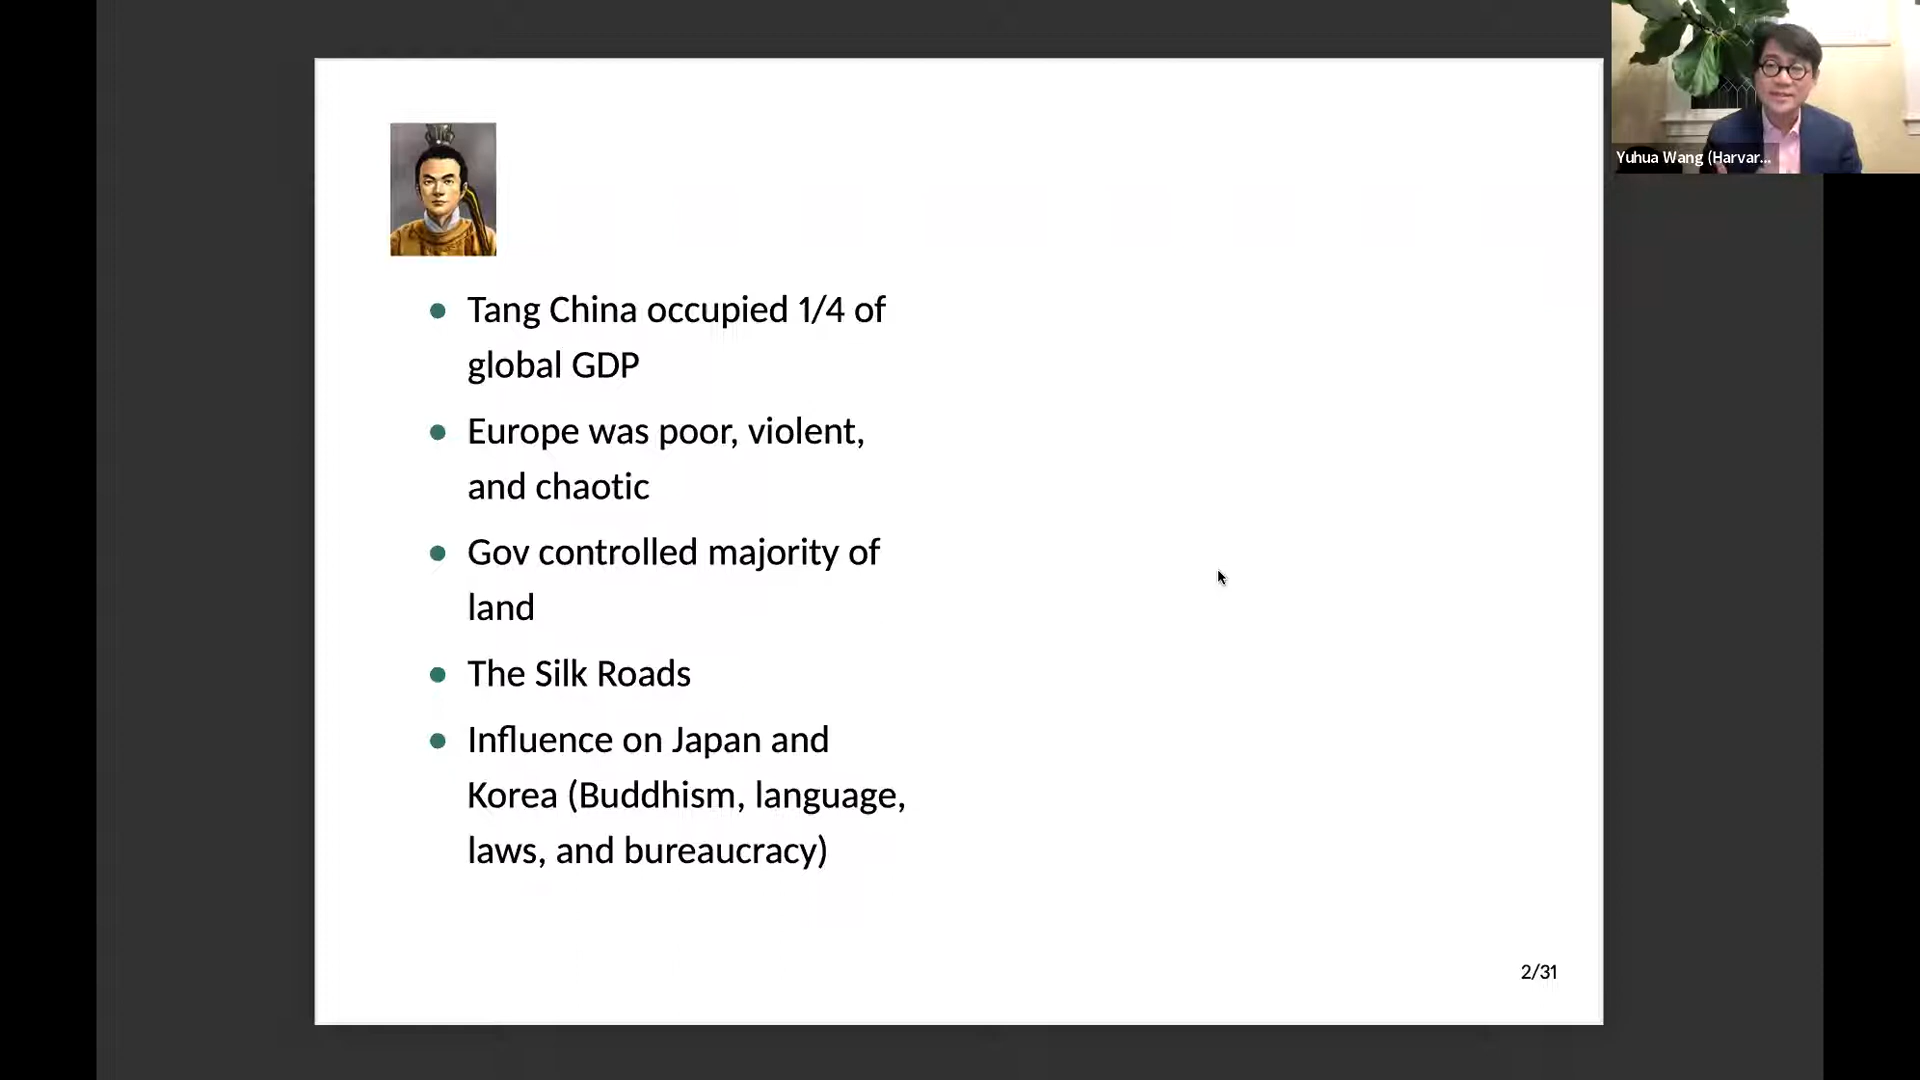 Yuhua Wang (Harvar...
Tang China occupied 1/4 of
global GDP
Europe was poor, violent,
and chaotic
Gov controlled majority of
land
The Silk Roads
Influence on Japan and
Korea (Buddhism, language,
laws, and bureaucracy)
2/31